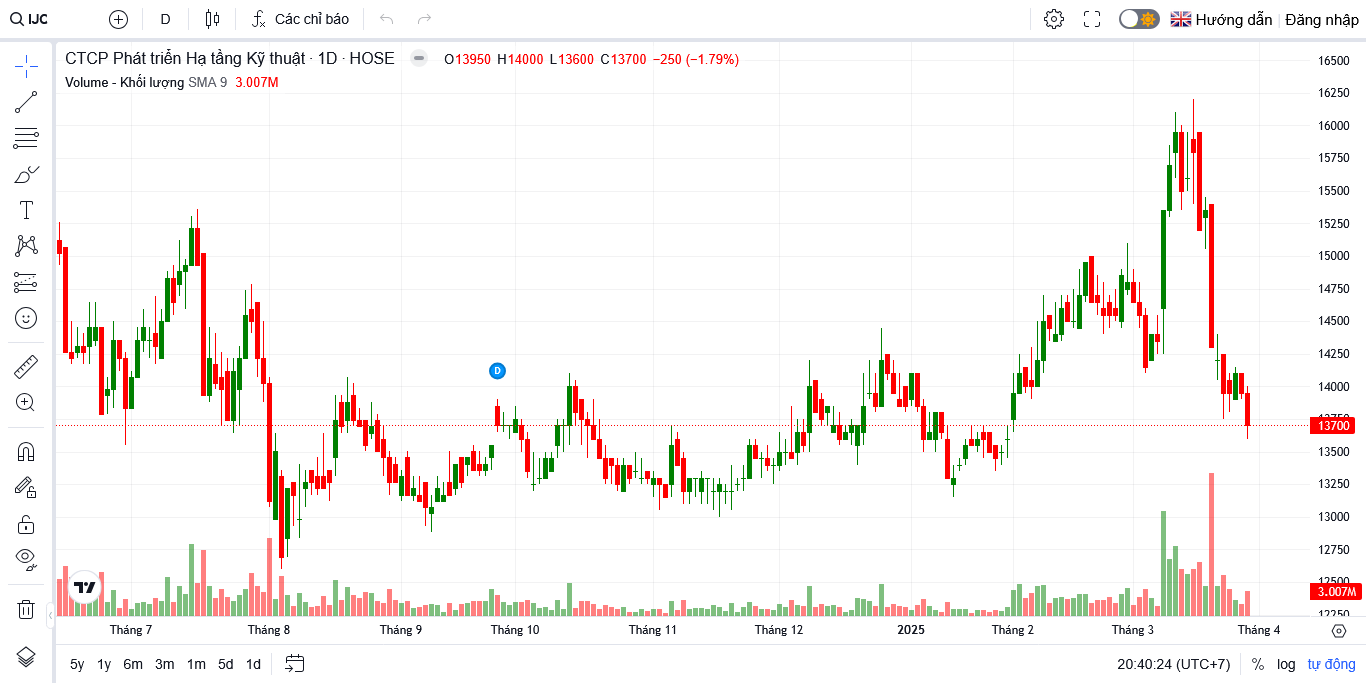 IJC D Các chỉ báo Hướng dẫn Đăng nhập
CTCP Phát triển Hạ tầng Kỹ thuật · 1D · HOSE O13950 H14000 L13600 C13700 −250 (−1.79%)
Volume - Khối lượng SMA 9 3.007M
16500
16250
16000
15750
15500
15250
15000
14750
14500
14250
14000
13750
13700
13500
13250
13000
12750
12500
3.007M
12250
D
Tháng 7 Tháng 8 Tháng 9 Tháng 10 Tháng 11 Tháng 12 2025 Tháng 2 Tháng 3 Tháng 4
5y 1y 6m 3m 1m 5d 1d 20:40:24 (UTC+7) % log tự động